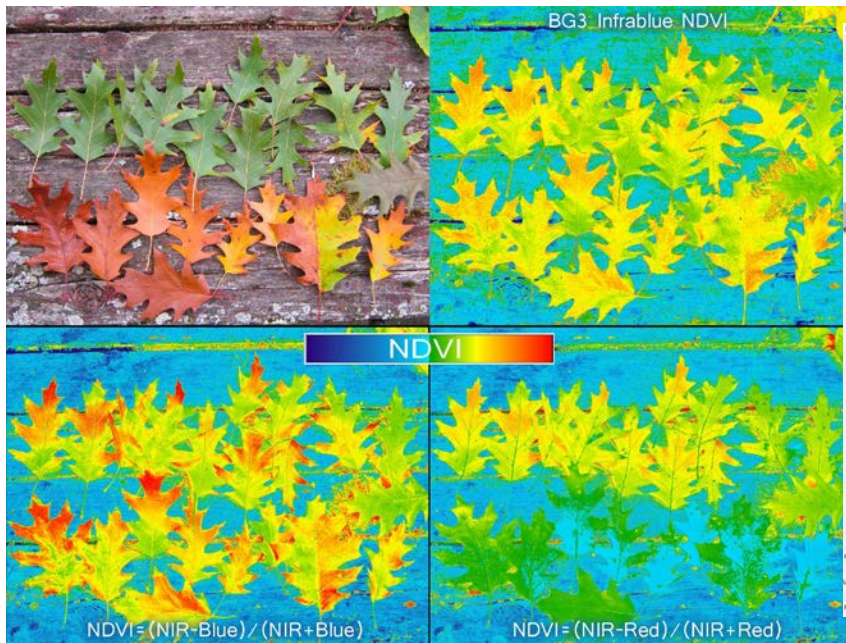 BG3 Infrablue NDVI
NDVI
NDVI=(NIR-Blue)/(NIR+Blue)
NDVI=(NIR-Red)/(NIR+Red)